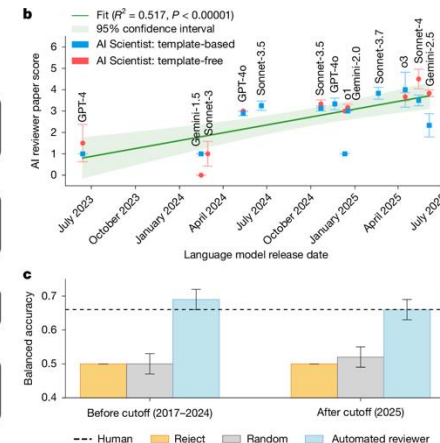 b
Fit (R² = 0.517, P < 0.00001)
95% confidence interval
AI Scientist: template-based
AI Scientist: template-free
AI reviewer paper score
6
5
4
3
2
1
0
GPT-4
Gemini-1.5
Sonnet-3
GPT-4o
Sonnet-3.5
Sonnet-3.5
GPT-4o
o1
Gemini-2.0
Sonnet-3.7
o3
Sonnet-4
Gemini-2.5
July 2023
October 2023
January 2024
April 2024
July 2024
October 2024
January 2025
April 2025
July 202
Language model release date
c
Balanced accuracy
0.7
0.6
0.5
0.4
Before cutoff (2017–2024)
After cutoff (2025)
Human
Reject
Random
Automated reviewer